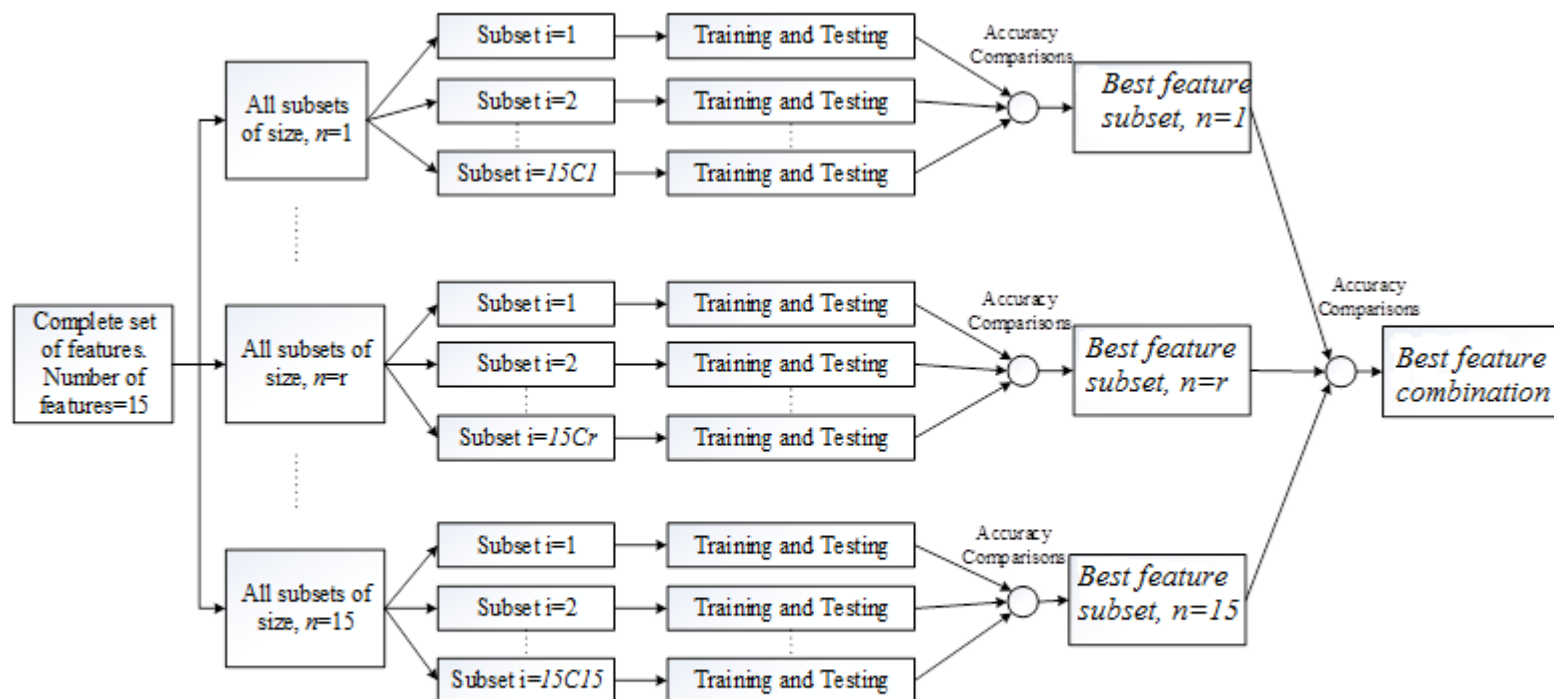 Complete set
of features.
Number of
features=15
All subsets
of size, n=1
Subset i=1
Training and Testing
Subset i=2
Training and Testing
Subset i=15C1
Training and Testing
Accuracy
Comparisons
Best feature
subset, n=1
All subsets of
size, n=r
Subset i=1
Training and Testing
Subset i=2
Training and Testing
Subset i=15Cr
Training and Testing
Accuracy
Comparisons
Best feature
subset, n=r
All subsets of
size, n=15
Subset i=1
Training and Testing
Subset i=2
Training and Testing
Subset i=15C15
Training and Testing
Accuracy
Comparisons
Best feature
subset, n=15
Accuracy
Comparisons
Best feature
combination